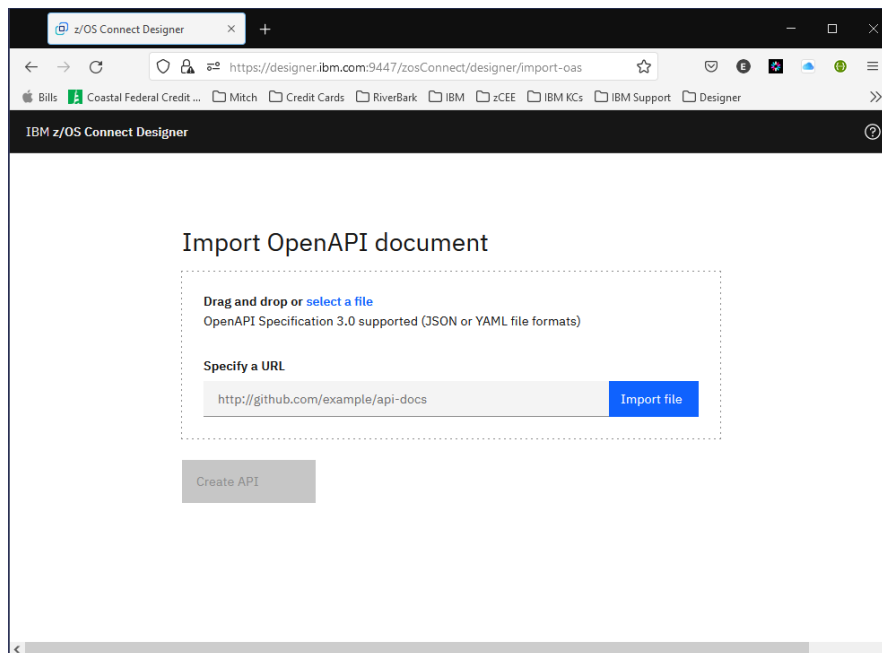 z/OS Connect Designer
https://designer.ibm.com:9447/zosConnect/designer/import-oas
E
Bills Coastal Federal Credit ... Mitch Credit Cards RiverBark IBM zCEE IBM KCs IBM Support Designer
IBM z/OS Connect Designer
Import OpenAPI document
Drag and drop or select a file
OpenAPI Specification 3.0 supported (JSON or YAML file formats)
Specify a URL
http://github.com/example/api-docs Import file
Create API